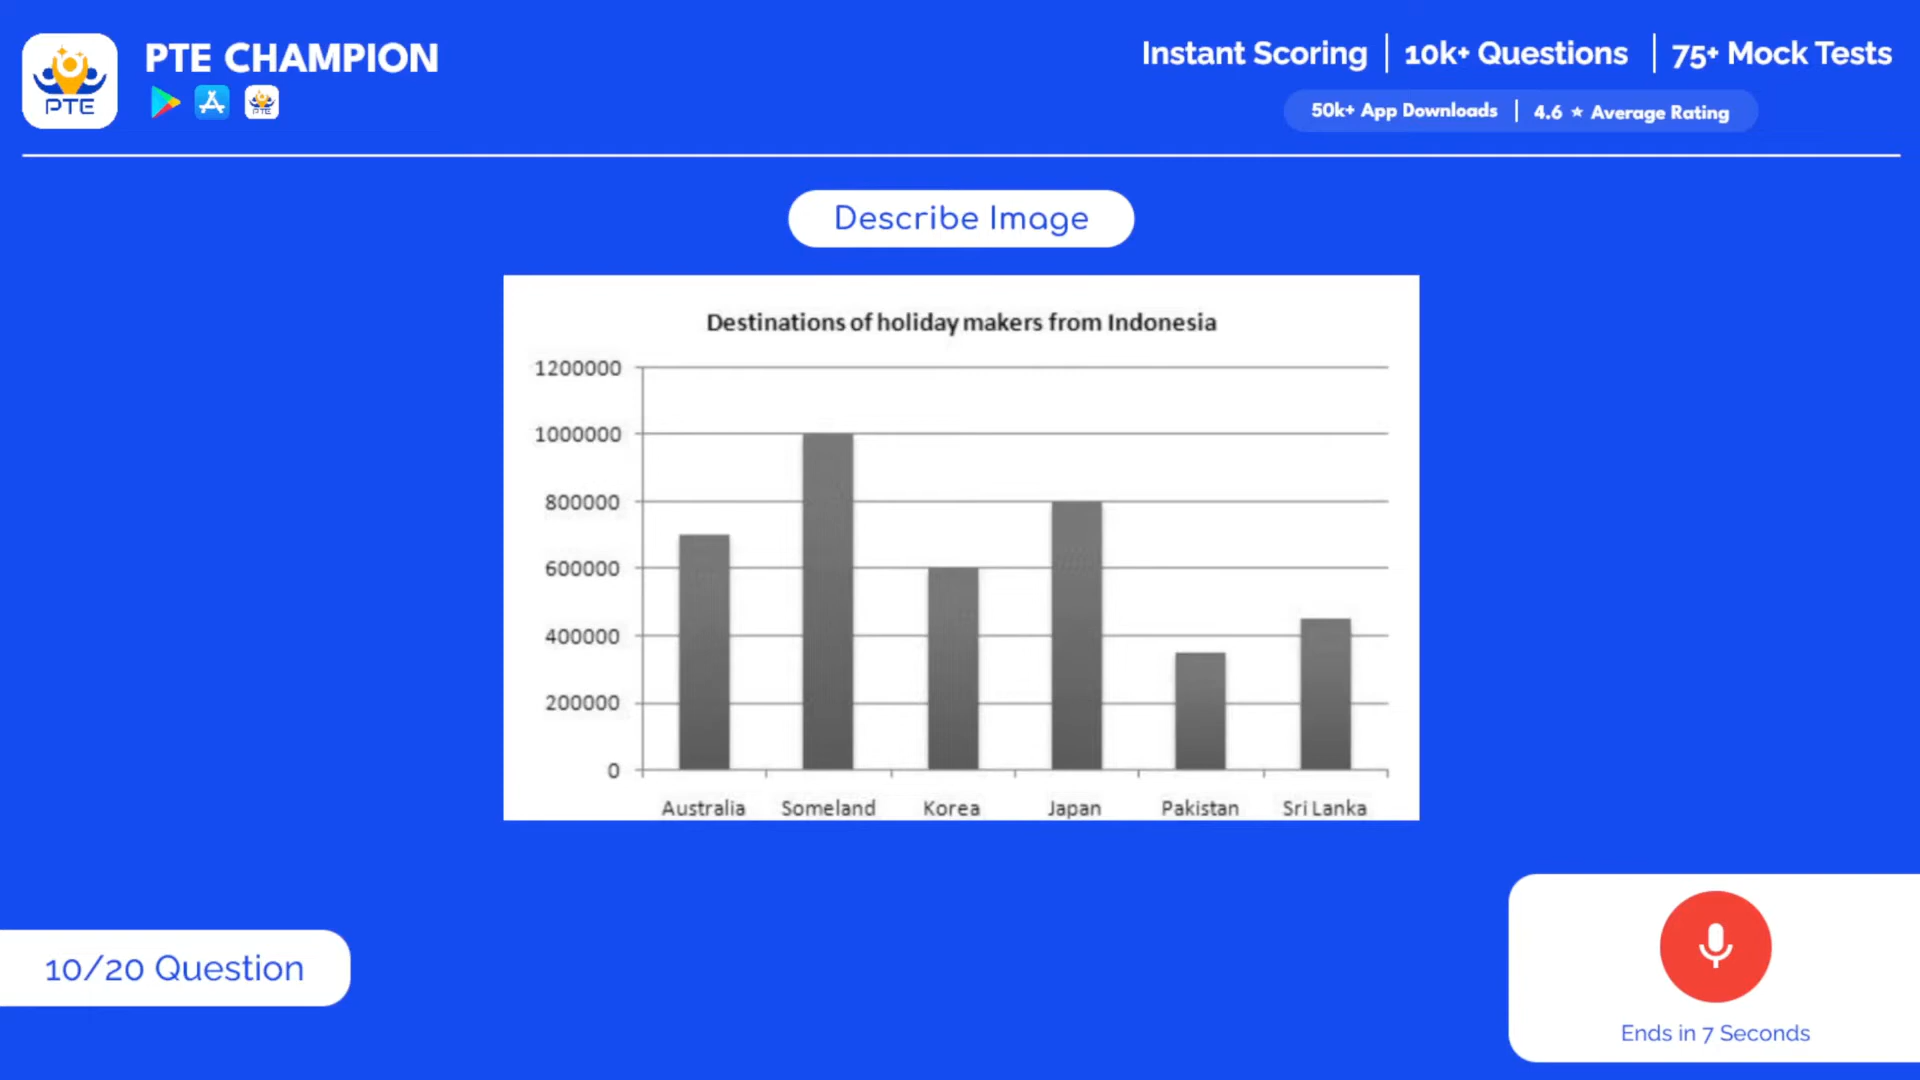 PTE CHAMPION
PTE
PTE
Instant Scoring | 10k+ Questions | 75+ Mock Tests
50k+ App Downloads | 4.6 ★ Average Rating
Describe Image
Destinations of holiday makers from Indonesia
1200000
1000000
800000
600000
400000
200000
0
Australia Someland Korea Japan Pakistan Sri Lanka
10/20 Question
Ends in 7 Seconds